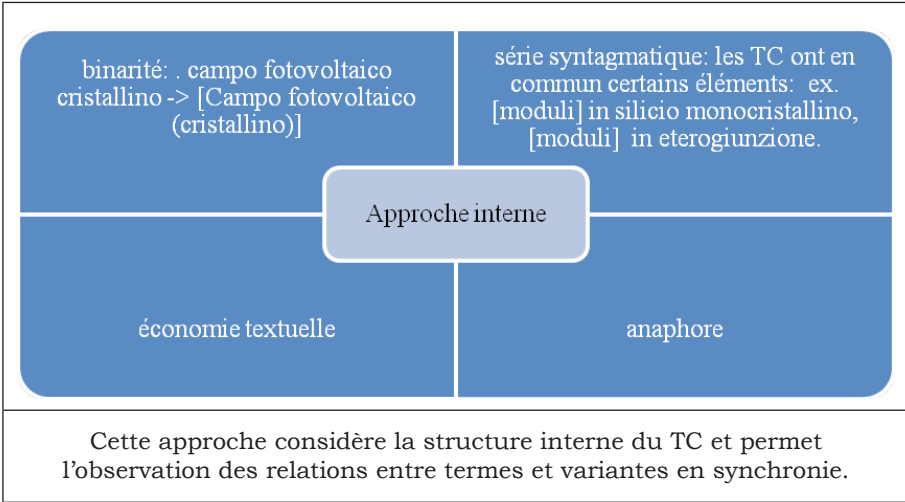 binarité: . campo fotovoltaico
cristallino -> [Campo fotovoltaico
(cristallino)]
série syntagmatique: les TC ont en
commun certains éléments: ex.
[moduli] in silicio monocristallino,
[moduli] in eterogiunzione.
Approche interne
économie textuelle
anaphore
Cette approche considère la structure interne du TC et permet
l’observation des relations entre termes et variantes en synchronie.